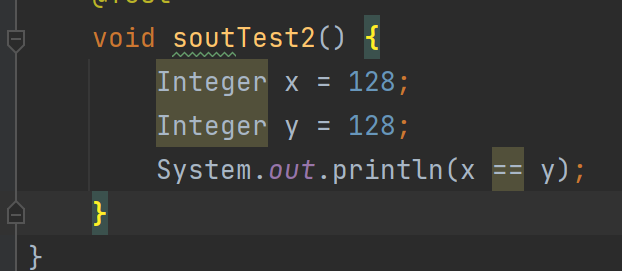 @Test
void soutTest2() {
Integer x = 128;
Integer y = 128;
System.out.println(x == y);
}
}